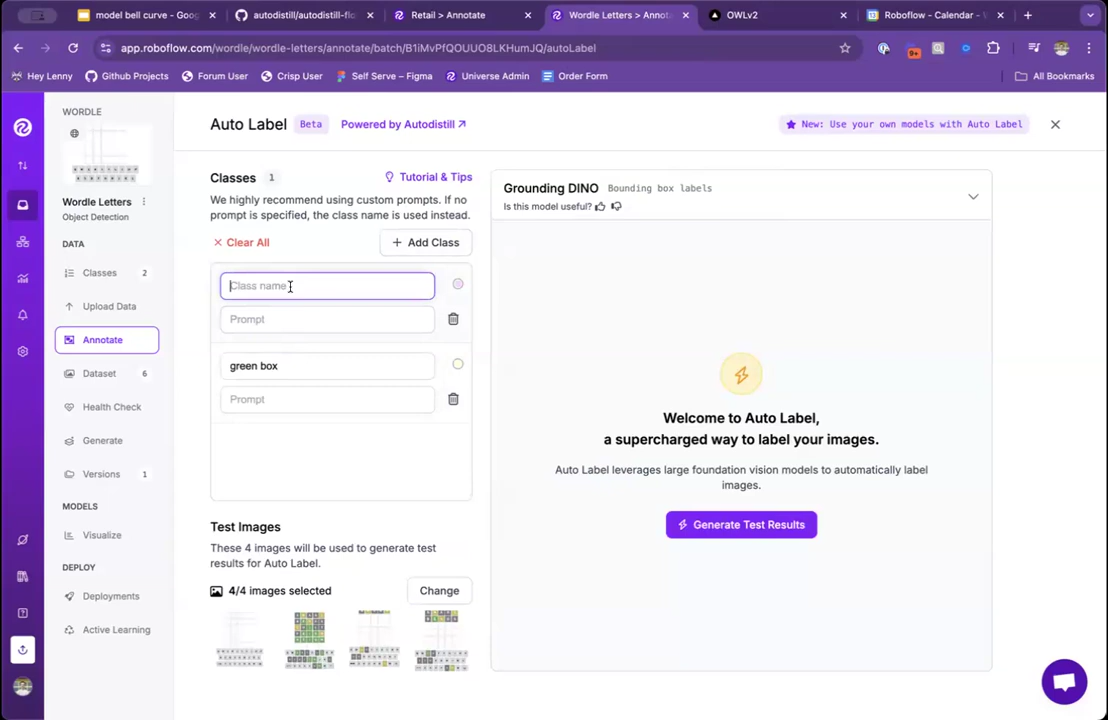 model bell curve - Goog
autodistill/autodistill-flo
Retail > Annotate
Wordle Letters > Annota
OWLv2
Roboflow - Calendar - W
app.roboflow.com/wordle/wordle-letters/annotate/batch/B1iMvPfQOUUO8LKHumJQ/autoLabel
9+
Hey Lenny
Github Projects
Forum User
Crisp User
Self Serve – Figma
Universe Admin
Order Form
All Bookmarks
WORDLE
Wordle Letters
Object Detection
DATA
Classes 2
Upload Data
Annotate
Dataset 6
Health Check
Generate
Versions 1
MODELS
Visualize
DEPLOY
Deployments
Active Learning
Auto Label Beta Powered by Autodistill
New: Use your own models with Auto Label
Classes 1
Tutorial & Tips
We highly recommend using custom prompts. If no
prompt is specified, the class name is used instead.
Clear All
+ Add Class
Class name
Prompt
green box
Prompt
Test Images
These 4 images will be used to generate test
results for Auto Label.
4/4 images selected
Change
Grounding DINO Bounding box labels
Is this model useful?
Welcome to Auto Label,
a supercharged way to label your images.
Auto Label leverages large foundation vision models to automatically label
images.
Generate Test Results